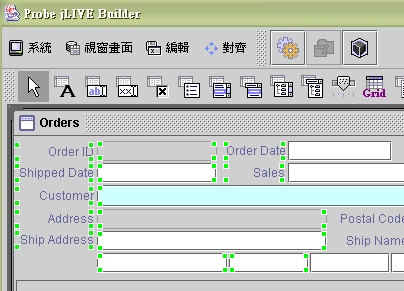 Probe jLIVE Builder
系統 視窗畫面 編輯 對齊
A ab xx Grid
Orders
Order ID Order Date
Shipped Date Sales
Customer
Address Postal Code
Ship Address Ship Name